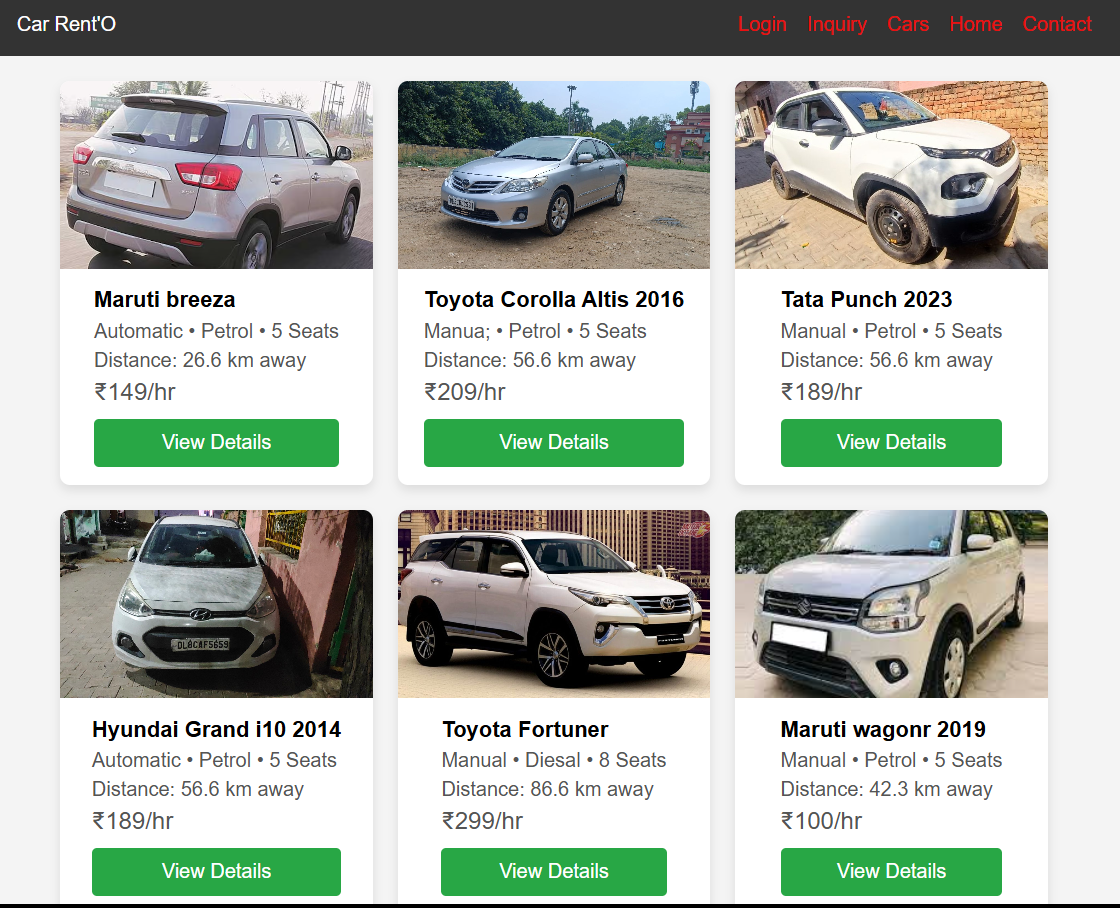 Car Rent'O
Login Inquiry Cars Home Contact
Maruti breeza
Automatic • Petrol • 5 Seats
Distance: 26.6 km away
₹149/hr
View Details
Toyota Corolla Altis 2016
Manua; • Petrol • 5 Seats
Distance: 56.6 km away
₹209/hr
View Details
Tata Punch 2023
Manual • Petrol • 5 Seats
Distance: 56.6 km away
₹189/hr
View Details
DL8CAF5659
Hyundai Grand i10 2014
Automatic • Petrol • 5 Seats
Distance: 56.6 km away
₹189/hr
View Details
Toyota Fortuner
Manual • Diesal • 8 Seats
Distance: 86.6 km away
₹299/hr
View Details
Maruti wagonr 2019
Manual • Petrol • 5 Seats
Distance: 42.3 km away
₹100/hr
View Details